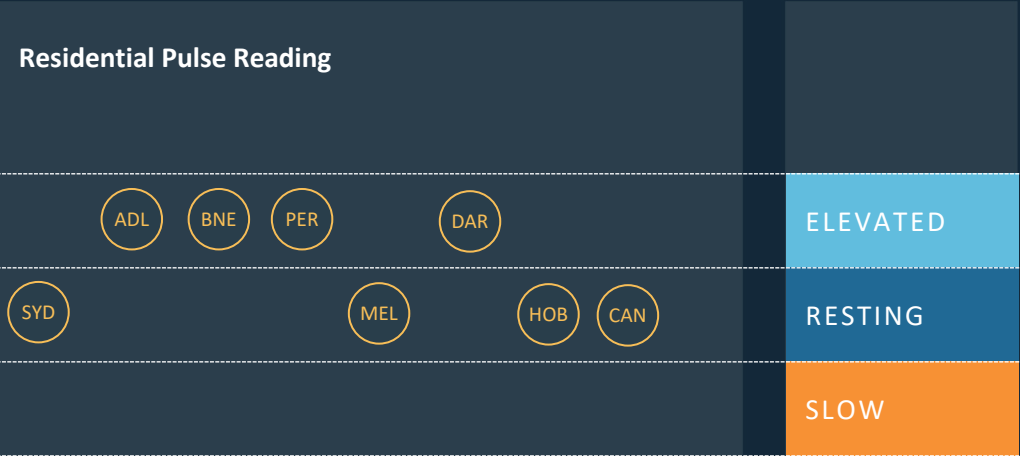 Residential Pulse Reading
ADL BNE PER DAR ELEVATED
SYD MEL HOB CAN RESTING
SLOW